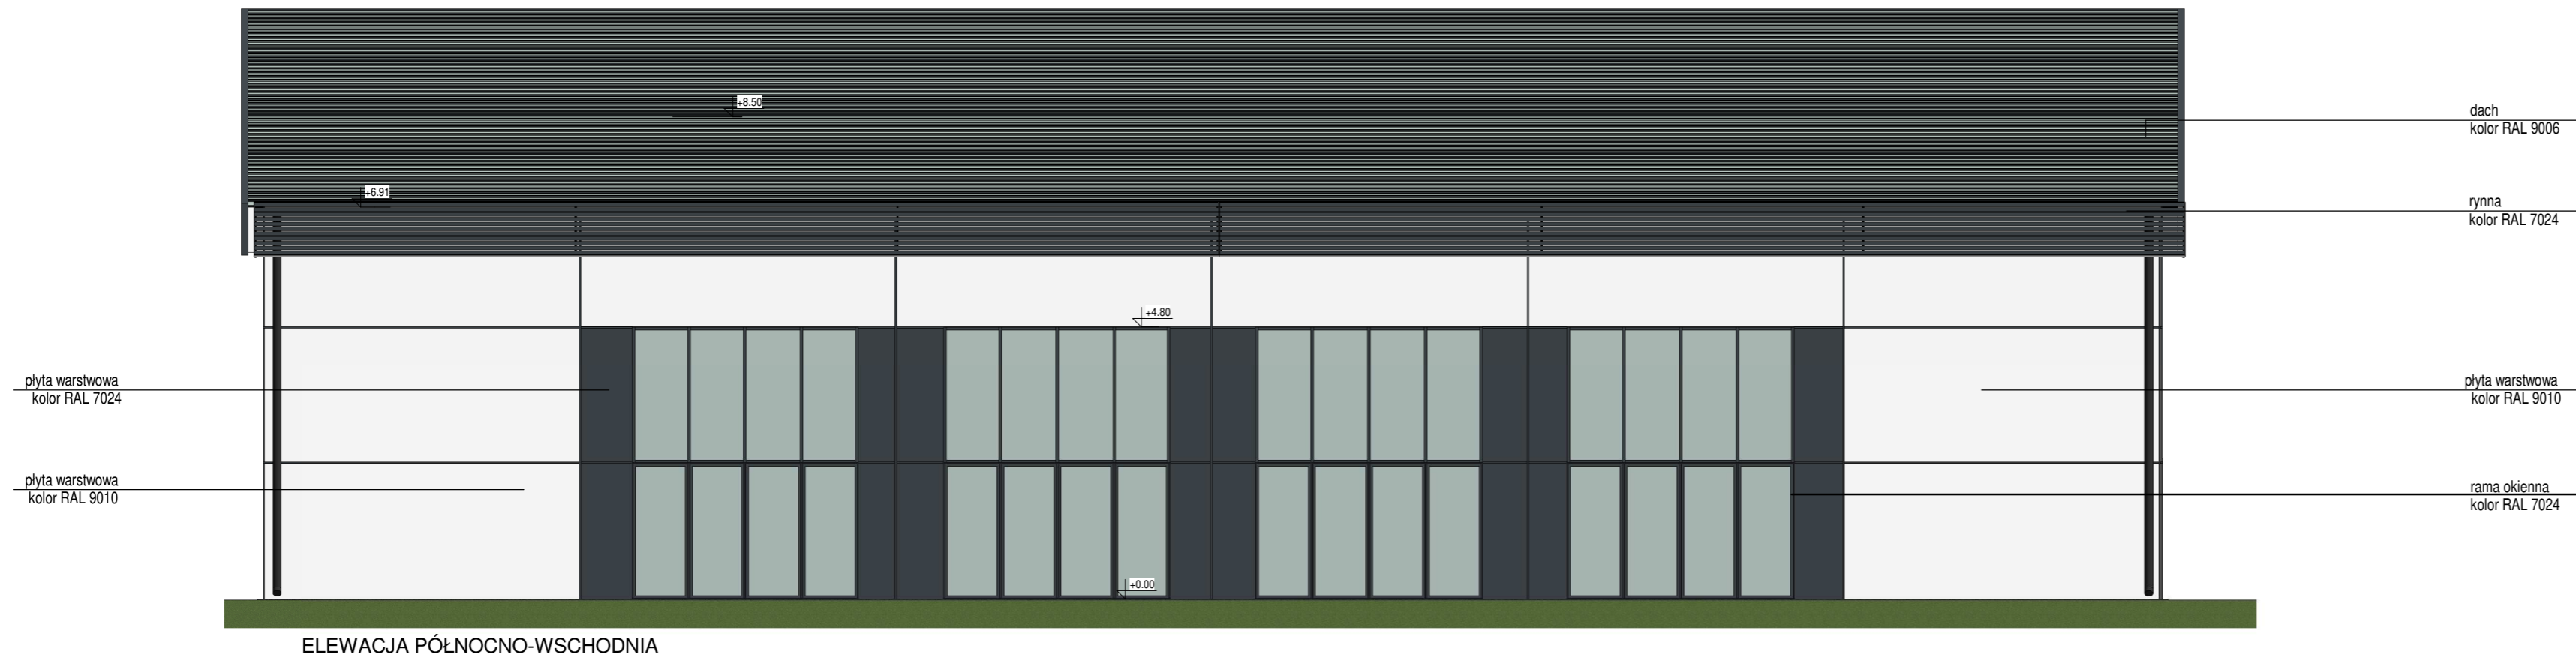 +8.50
dach
kolor RAL 9006
+6.91
rynna
kolor RAL 7024
+4.80
płyta warstwowa
kolor RAL 7024
płyta warstwowa
kolor RAL 9010
płyta warstwowa
kolor RAL 9010
rama okienna
kolor RAL 7024
+0.00
ELEWACJA PÓŁNOCNO-WSCHODNIA